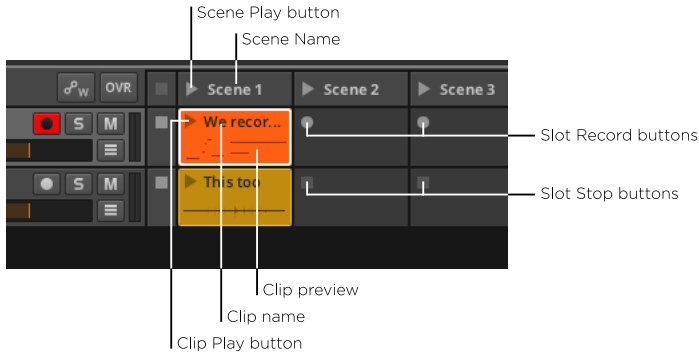 Scene Play button
Scene Name
W
OVR
Scene 1
Scene 2
Scene 3
S
M
We recor...
Slot Record buttons
S
M
This too
Slot Stop buttons
Clip preview
Clip name
Clip Play button